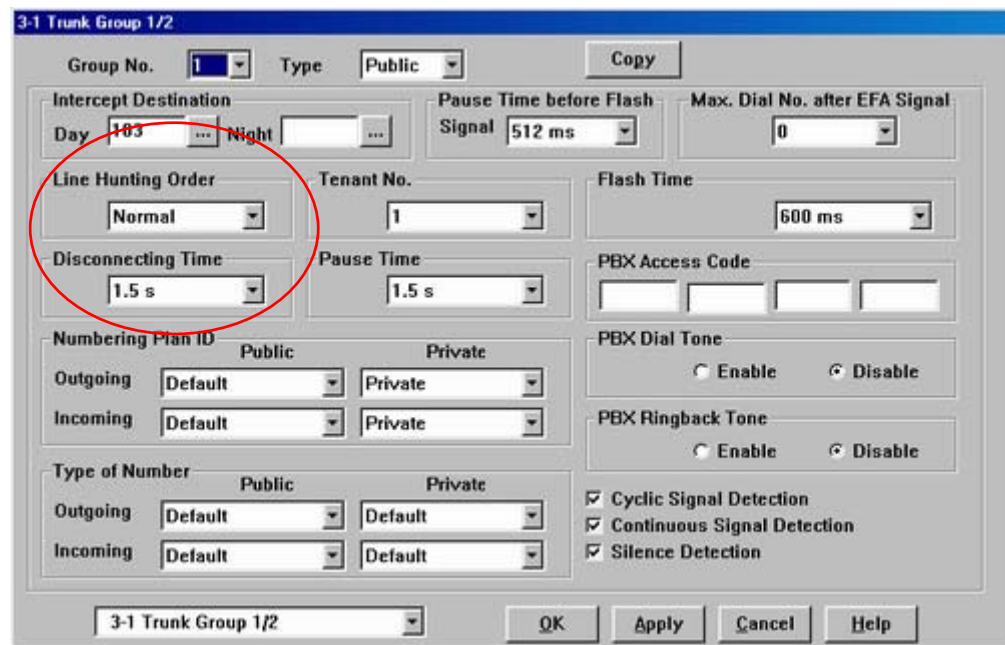 3-1 Trunk Group 1/2
Group No. 1 Type Public Copy
Intercept Destination
Day 103 ... Night ...
Pause Time before Flash
Signal 512 ms
Max. Dial No. after EFA Signal
0
Line Hunting Order
Normal
Tenant No.
1
Flash Time
600 ms
Disconnecting Time
1.5 s
Pause Time
1.5 s
PBX Access Code
Numbering Plan ID
Public Private
Outgoing Default Private
Incoming Default Private
PBX Dial Tone
Enable Disable
PBX Ringback Tone
Enable Disable
Type of Number
Public Private
Outgoing Default Default
Incoming Default Default
Cyclic Signal Detection
Continuous Signal Detection
Silence Detection
3-1 Trunk Group 1/2 OK Apply Cancel Help